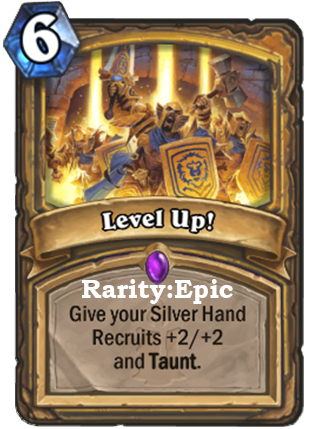 6
Level Up!
Rarity:Epic
Give your Silver Hand
Recruits +2/+2
and Taunt.